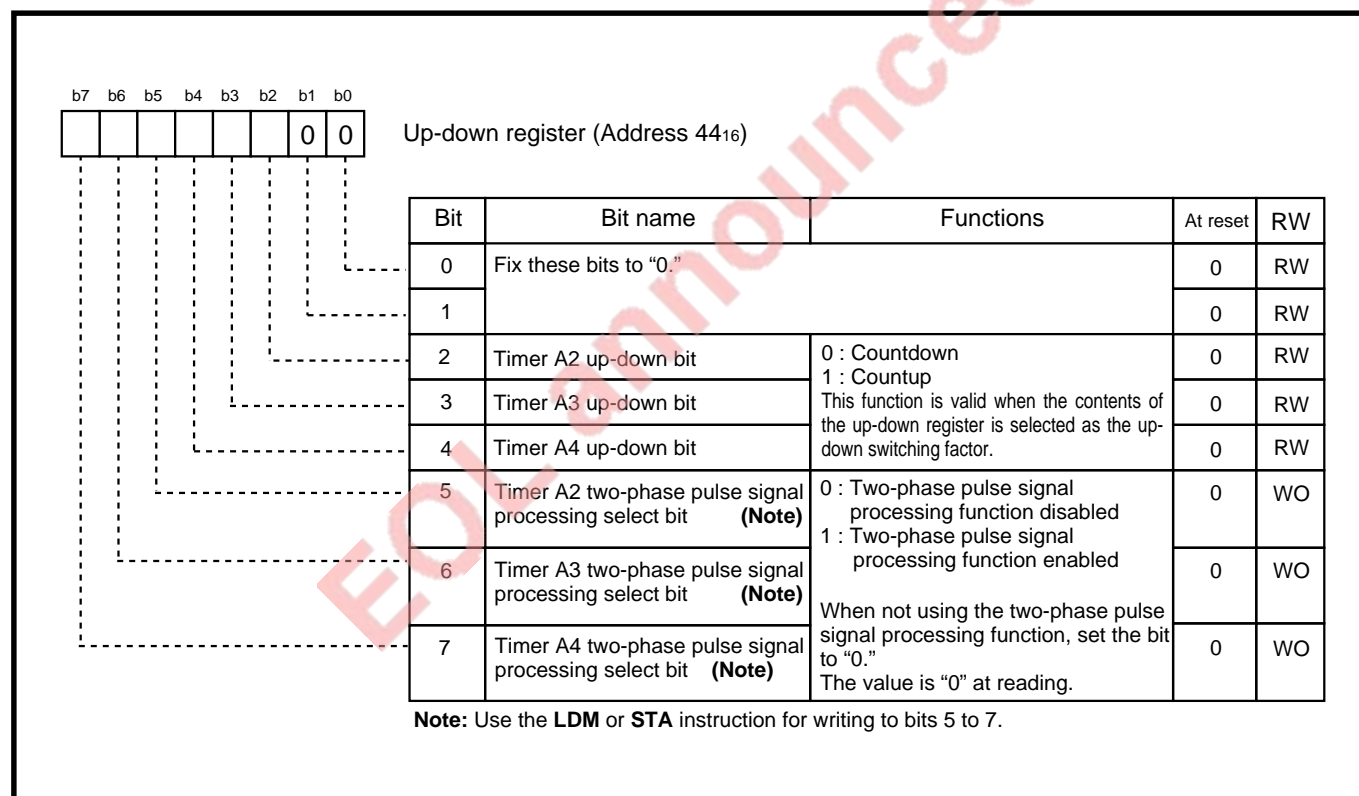 b7 b6 b5 b4 b3 b2 b1 b0
0 0
Up-down register (Address 44₁₆)
Bit Bit name Functions At reset RW
0 Fix these bits to “0.” 0 RW
1 0 RW
2 Timer A2 up-down bit 0 RW
3 Timer A3 up-down bit 0 RW
4 Timer A4 up-down bit 0 RW
0 : Countdown
1 : Countup
This function is valid when the contents of
the up-down register is selected as the up-
down switching factor.
5 Timer A2 two-phase pulse signal
processing select bit (Note) 0 WO
6 Timer A3 two-phase pulse signal
processing select bit (Note) 0 WO
7 Timer A4 two-phase pulse signal
processing select bit (Note) 0 WO
0 : Two-phase pulse signal
processing function disabled
1 : Two-phase pulse signal
processing function enabled
When not using the two-phase pulse
signal processing function, set the bit
to “0.”
The value is “0” at reading.
Note: Use the LDM or STA instruction for writing to bits 5 to 7.
EOL announce